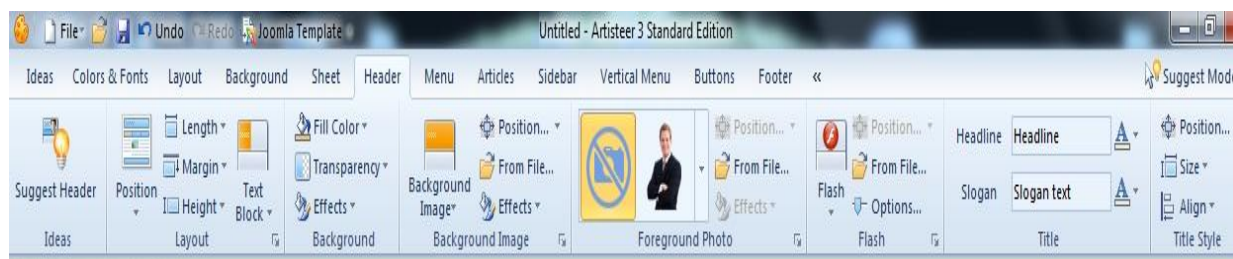 File Undo Redo Joomla Template Untitled - Artisteer 3 Standard Edition
Ideas Colors & Fonts Layout Background Sheet Header Menu Articles Sidebar Vertical Menu Buttons Footer « Suggest Mode
Suggest Header
Ideas
Position
Length
Margin
Height
Text
Block
Layout
Fill Color
Transparency
Effects
Background
Background
Image
Position...
From File...
Effects
Background Image
Position...
From File...
Effects
Foreground Photo
Flash
Position...
From File...
Options...
Flash
Headline Headline A
Slogan Slogan text A
Title
Position...
Size
Align
Title Style